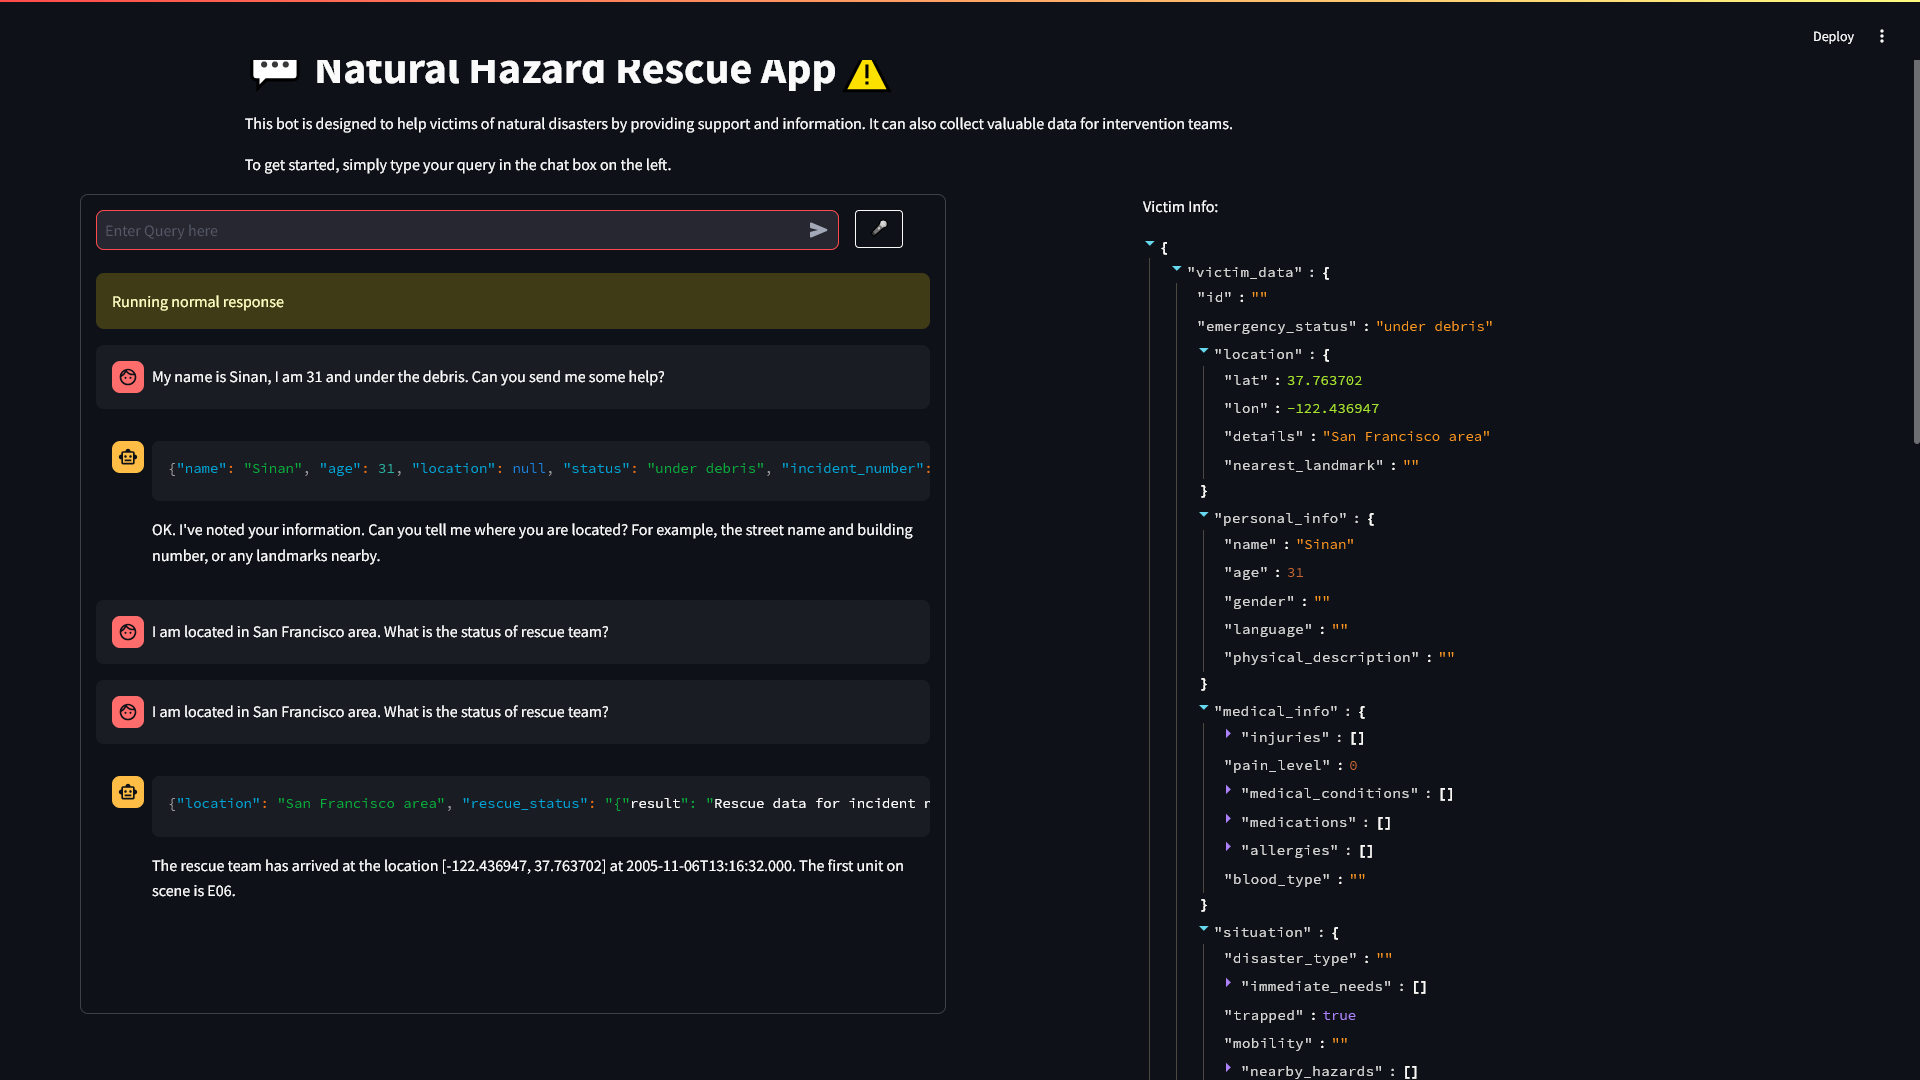 Deploy
Natural Hazard Rescue App
This bot is designed to help victims of natural disasters by providing support and information. It can also collect valuable data for intervention teams.
To get started, simply type your query in the chat box on the left.
Enter Query here
Running normal response
My name is Sinan, I am 31 and under the debris. Can you send me some help?
{"name": "Sinan", "age": 31, "location": null, "status": "under debris", "incident_number":
OK. I've noted your information. Can you tell me where you are located? For example, the street name and building
number, or any landmarks nearby.
I am located in San Francisco area. What is the status of rescue team?
I am located in San Francisco area. What is the status of rescue team?
{"location": "San Francisco area", "rescue_status": "{"result": "Rescue data for incident
The rescue team has arrived at the location [-122.436947, 37.763702] at 2005-11-06T13:16:32.000. The first unit on
scene is E06.
Victim Info:
{
"victim_data" : {
"id" : ""
"emergency_status" : "under debris"
"location" : {
"lat" : 37.763702
"lon" : -122.436947
"details" : "San Francisco area"
"nearest_landmark" : ""
}
"personal_info" : {
"name" : "Sinan"
"age" : 31
"gender" : ""
"language" : ""
"physical_description" : ""
}
"medical_info" : {
"injuries" : []
"pain_level" : 0
"medical_conditions" : []
"medications" : []
"allergies" : []
"blood_type" : ""
}
"situation" : {
"disaster_type" : ""
"immediate_needs" : []
"trapped" : true
"mobility" : ""
"nearby_hazards" : []